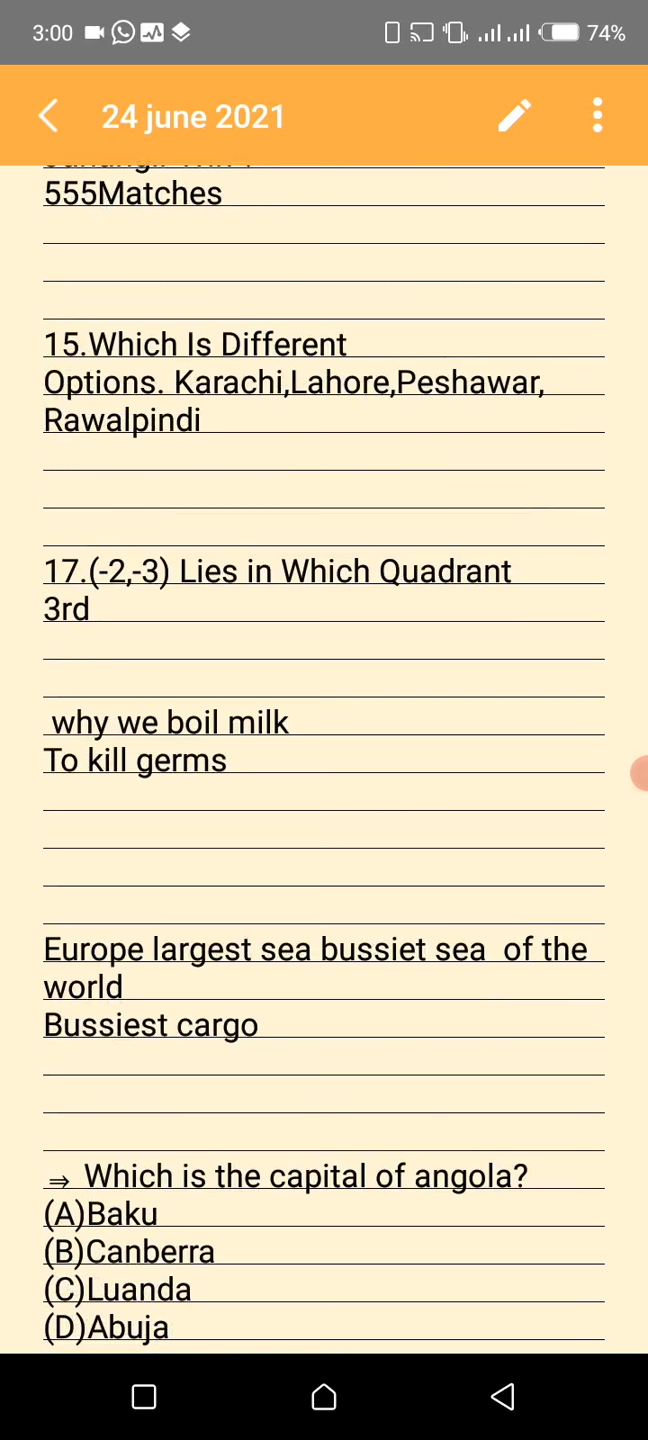 3:00
74%
24 june 2021
555Matches
15.Which Is Different
Options. Karachi,Lahore,Peshawar,
Rawalpindi
17.(-2,-3) Lies in Which Quadrant
3rd
why we boil milk
To kill germs
Europe largest sea bussiet sea of the
world
Bussiest cargo
⇒ Which is the capital of angola?
(A)Baku
(B)Canberra
(C)Luanda
(D)Abuja